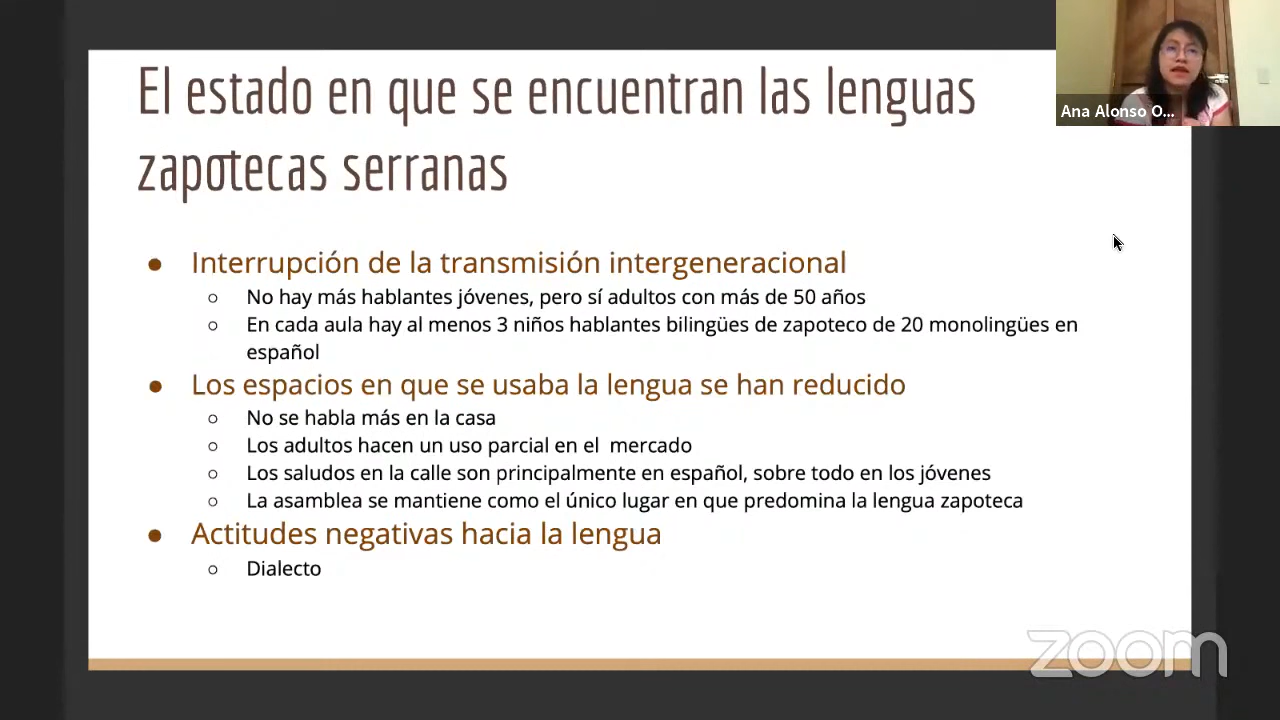 El estado en que se encuentran las lenguas
zapotecas serranas
Ana Alonso O...
● Interrupción de la transmisión intergeneracional
○ No hay más hablantes jóvenes, pero sí adultos con más de 50 años
○ En cada aula hay al menos 3 niños hablantes bilingües de zapoteco de 20 monolingües en
español
● Los espacios en que se usaba la lengua se han reducido
○ No se habla más en la casa
○ Los adultos hacen un uso parcial en el mercado
○ Los saludos en la calle son principalmente en español, sobre todo en los jóvenes
○ La asamblea se mantiene como el único lugar en que predomina la lengua zapoteca
● Actitudes negativas hacia la lengua
○ Dialecto
zoom